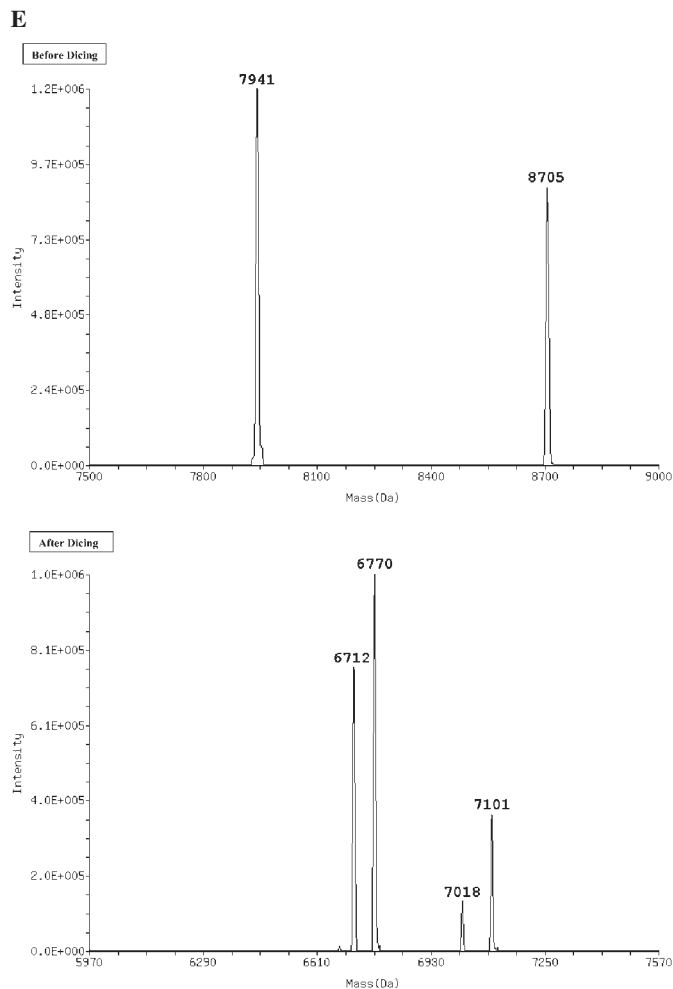 E
Before Dicing
7941
1.2E+006
8705
9.7E+005
7.3E+005
Intensity
4.8E+005
2.4E+005
0.0E+000
7500 7800 8100 8400 8700 9000
Mass(Da)
After Dicing
6770
1.0E+006
6712
8.1E+005
6.1E+005
Intensity
4.0E+005
7101
2.0E+005
7018
0.0E+000
5970 6290 6610 6930 7250 7570
Mass(Da)